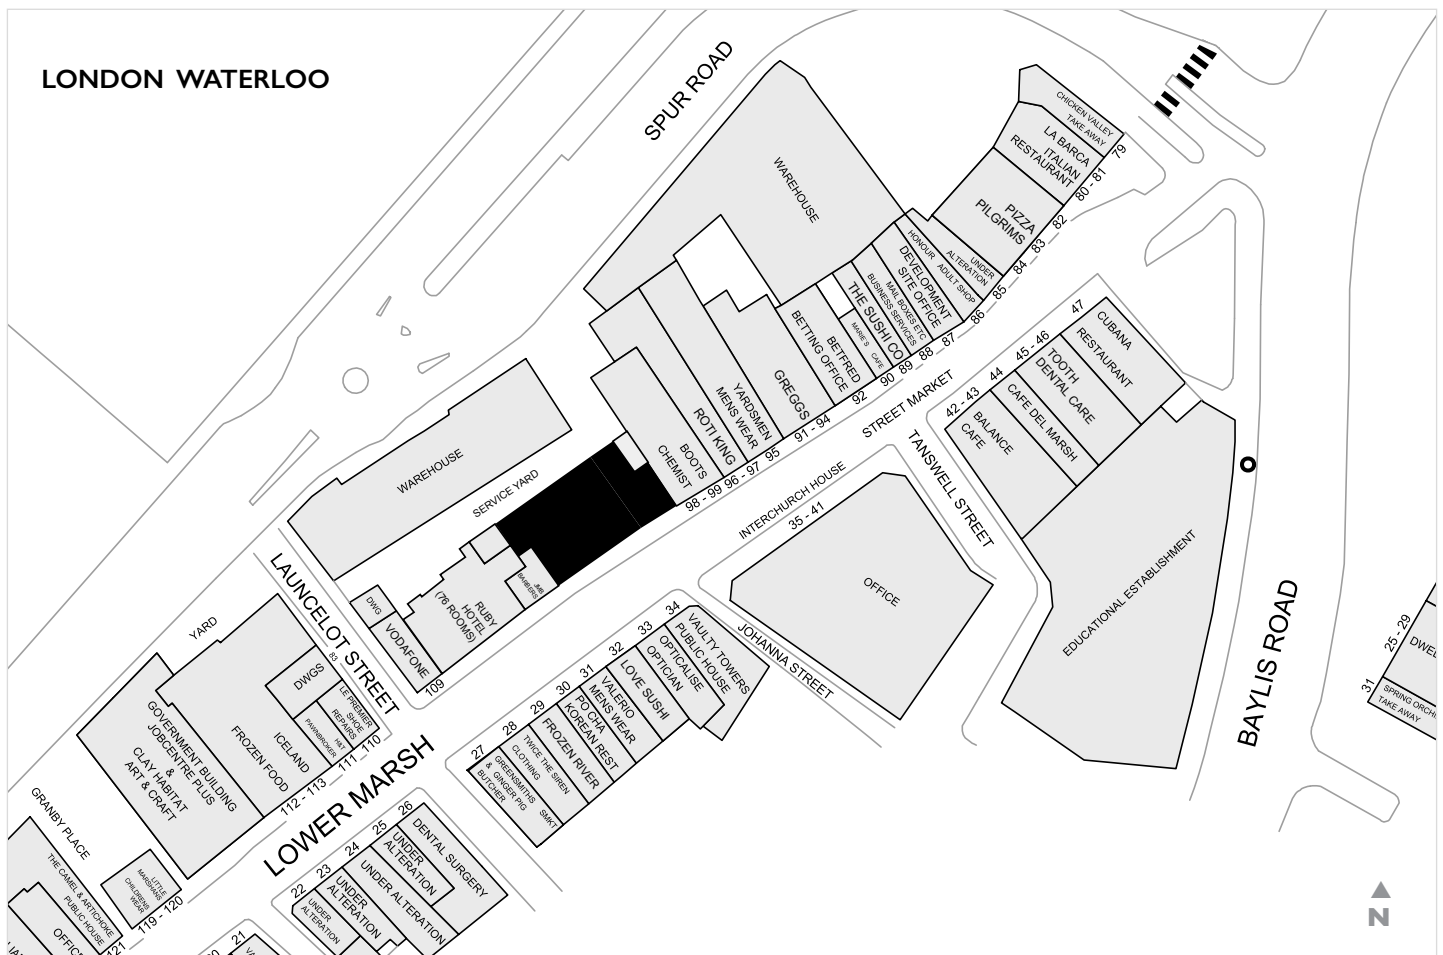 LONDON WATERLOO
SPUR ROAD
WAREHOUSE
CHICKEN VALLEY
TAKE AWAY
79
LA BARCA
ITALIAN
RESTAURANT
80 - 81
PIZZA
PILGRIMS
82
83
UNDER
ALTERATION
84
HONOUR ADULT SHOP
85
86
DEVELOPMENT
SITE OFFICE
87
MAIL BOXES ETC
BUSINESS SERVICES
88
THE SUSHI CO
89
MARIE'S CAFE
90
BETFRED
BETTING OFFICE
92
GREGGS
91 - 94
YARDSMEN
MENS WEAR
95
ROTI KING
96 - 97
BOOTS
CHEMIST
98 - 99
STREET MARKET
47
CUBANA
RESTAURANT
45 - 46
TOOTH
DENTAL CARE
44
CAFE DEL MARSH
42 - 43
BALANCE
CAFE
TANSWELL STREET
INTERCHURCH HOUSE
35 - 41
OFFICE
EDUCATIONAL ESTABLISHMENT
BAYLIS ROAD
25 - 29
31
SPRING ORCH
TAKE AWAY
WAREHOUSE
SERVICE YARD
JMB
BARBERS
RUBY
HOTEL
(76 ROOMS)
DWG
VODAFONE
109
LAUNCELOT STREET
YARD
83
DWGS
LE PREMIER
SHOE
REPAIRS
110
H&T
PAWNBROKER
111
ICELAND
FROZEN FOOD
112 - 113
GOVERNMENT BUILDING
JOBCENTRE PLUS
&
CLAY HABITAT
ART & CRAFT
LOWER MARSH
GRANBY PLACE
LITTLE
MARSHANS
CHILDRENS
WEAR
119 - 120
THE CAMEL & ARTICHOKE
PUBLIC HOUSE
121
JOHANNA STREET
34
VAULTY TOWERS
PUBLIC HOUSE
33
OPTICALISE
OPTICIAN
32
LOVE SUSHI
31
VALERIO
MENS WEAR
30
PO CHA
KOREAN REST
29
FROZEN RIVER
28
TWICE THE SIREN
CLOTHING
27
GREENSMITHS SMKT
& GINGER PIG
BUTCHER
26
DENTAL SURGERY
25
UNDER
ALTERATION
24
UNDER ALTERATION
23
UNDER
ALTERATION
22
UNDER
ALTERATION
21
N